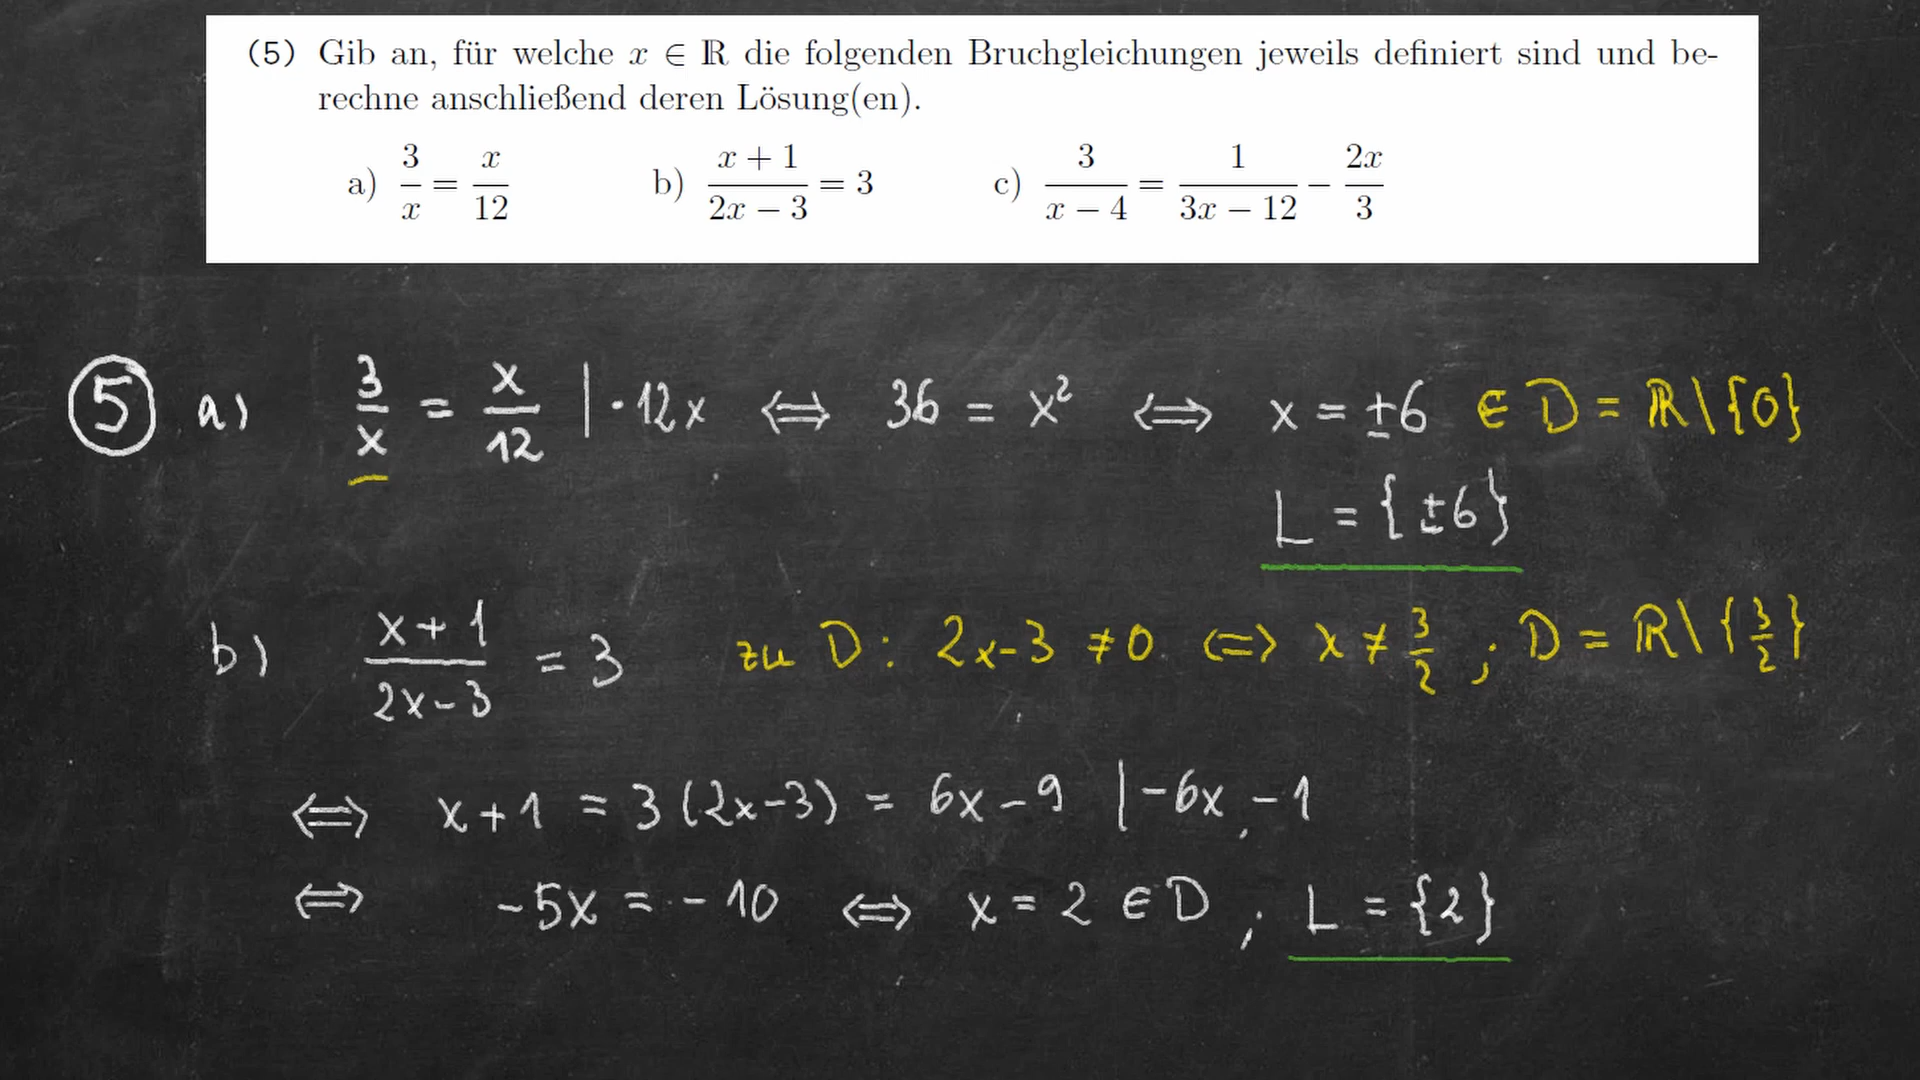 (5) Gib an, für welche x ∈ ℝ die folgenden Bruchgleichungen jeweils definiert sind und be-
rechne anschließend deren Lösung(en).
a) 3/x = x/12 b) (x + 1)/(2x − 3) = 3 c) 3/(x − 4) = 1/(3x − 12) − 2x/3
5 a) 3/x = x/12 | · 12x ⟺ 36 = x² ⟺ x = ±6 ∈ D = ℝ \ {0}
L = {±6}
b) (x + 1)/(2x − 3) = 3 zu D: 2x − 3 ≠ 0 ⟺ x ≠ 3/2 ; D = ℝ \ {3/2}
⟺ x + 1 = 3(2x − 3) = 6x − 9 | − 6x, − 1
⟺ −5x = −10 ⟺ x = 2 ∈ D ; L = {2}